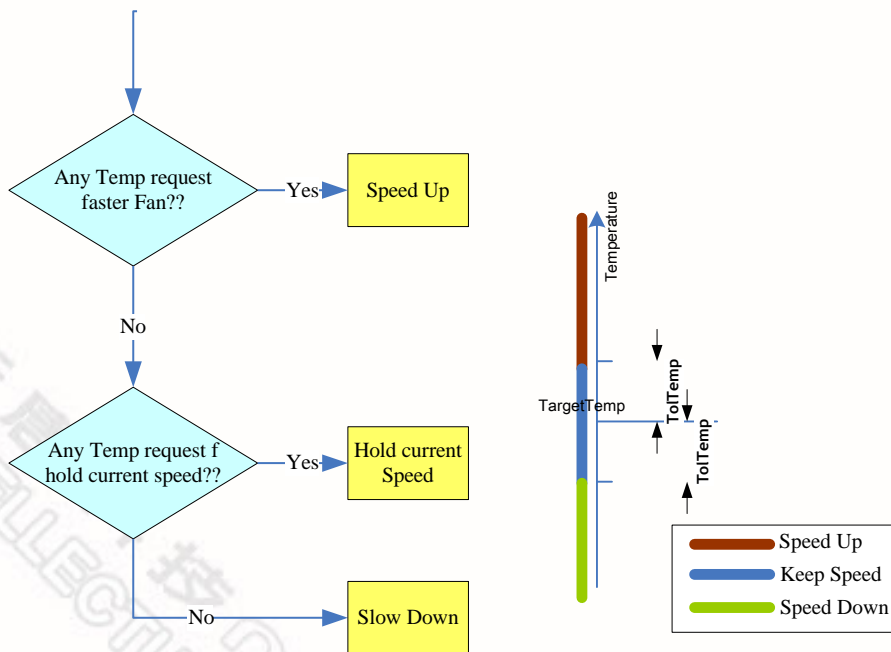 Any Temp request
faster Fan??
Yes
Speed Up
No
Any Temp request f
hold current speed??
Yes
Hold current
Speed
No
Slow Down
Temperature
TargetTemp
TolTemp
TolTemp
Speed Up
Keep Speed
Speed Down